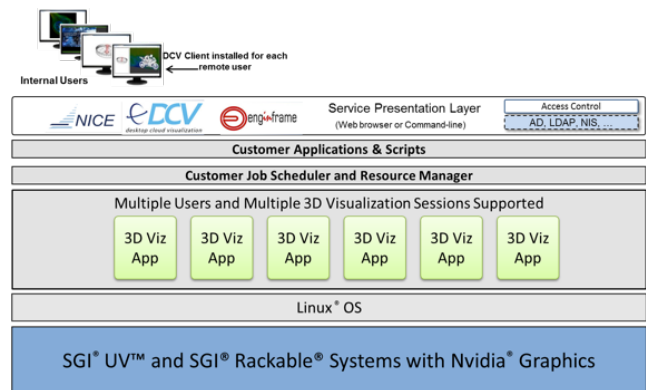 DCV Client installed for each
remote user
Internal Users
NICE
DCV
desktop cloud visualization
enginframe
Service Presentation Layer
(Web browser or Command-line)
Access Control
AD, LDAP, NIS, ...
Customer Applications & Scripts
Customer Job Scheduler and Resource Manager
Multiple Users and Multiple 3D Visualization Sessions Supported
3D Viz
App
3D Viz
App
3D Viz
App
3D Viz
App
3D Viz
App
3D Viz
App
Linux® OS
SGI® UV™ and SGI® Rackable® Systems with Nvidia® Graphics